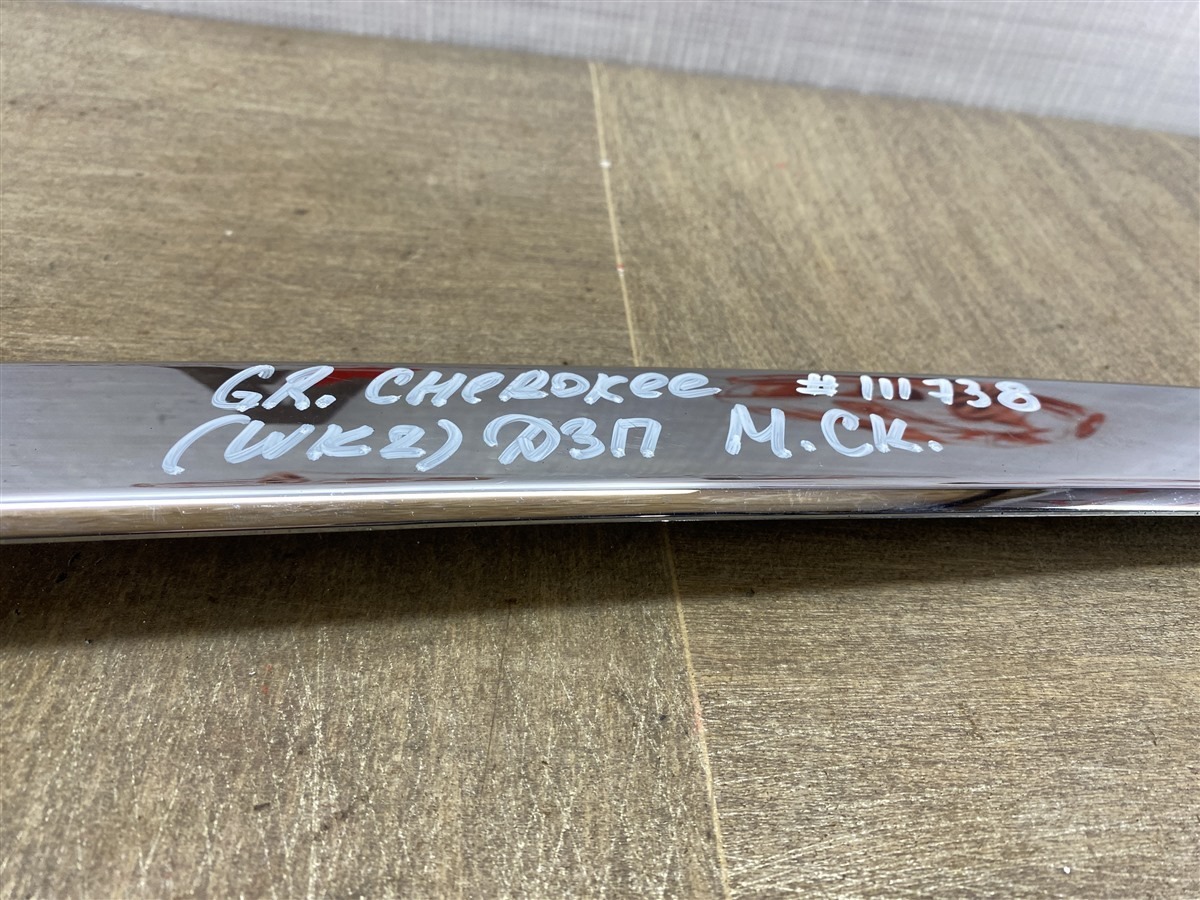 GR. CHEROKEE # 111738
(WK2) ДЗП М.СК.